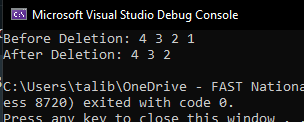 Microsoft Visual Studio Debug Console
Before Deletion: 4 3 2 1
After Deletion: 4 3 2
C:\Users\talib\OneDrive - FAST Nationa
ess 8720) exited with code 0.
Press any key to close this window .